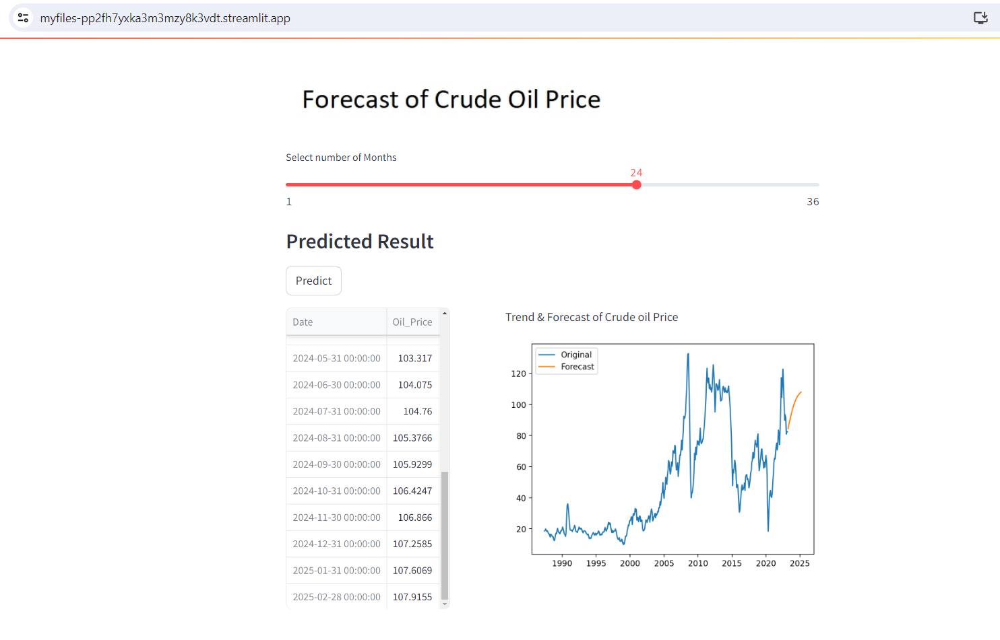 myfiles-pp2fh7yxka3m3mzy8k3vdt.streamlit.app
Forecast of Crude Oil Price
Select number of Months
24
1 36
Predicted Result
Predict
Date Oil_Price
2024-05-31 00:00:00 103.317
2024-06-30 00:00:00 104.075
2024-07-31 00:00:00 104.76
2024-08-31 00:00:00 105.3766
2024-09-30 00:00:00 105.9299
2024-10-31 00:00:00 106.4247
2024-11-30 00:00:00 106.866
2024-12-31 00:00:00 107.2585
2025-01-31 00:00:00 107.6069
2025-02-28 00:00:00 107.9155
Trend & Forecast of Crude oil Price
Original
Forecast
120
100
80
60
40
20
1990 1995 2000 2005 2010 2015 2020 2025